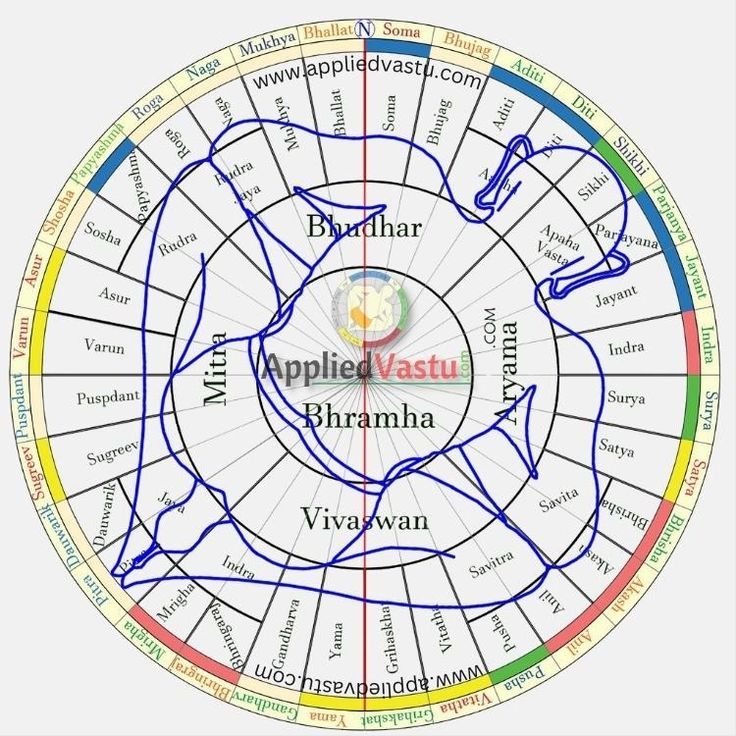 N
Soma
Bhujag
Aditi
Diti
Shikhi
Parjanya
Jayant
Indra
Surya
Satya
Bhrisha
Akash
Anil
Pusha
Vitatha
Grihakshat
Yama
Gandharv
Bhringraj
Mrigha
Pitra
Dauwarik
Sugreev
Puspdant
Varun
Asur
Shosha
Papyashma
Roga
Naga
Mukhya
Bhallat
www.appliedvastu.com
Soma
Bhujag
Aditi
Diti
Sikhi
Parjayana
Jayant
Indra
Surya
Satya
Bhrisha
Akash
Anil
Pusha
Vitatha
Grihaskha
Yama
Gandharva
Bhringaraj
Mrigha
Dauwarik
Sugreev
Puspdant
Varun
Asur
Sosha
Papyashma
Roga
Naga
Mukhya
Bhallat
Rudra
Jaya
Rudra
Apaha
Vasta
Savita
Savitra
Indra
Jaya
Bhudhar
Aryama
.COM
Vivaswan
Mitra
AppliedVastu.com
Bhramha
www.appliedvastu.com